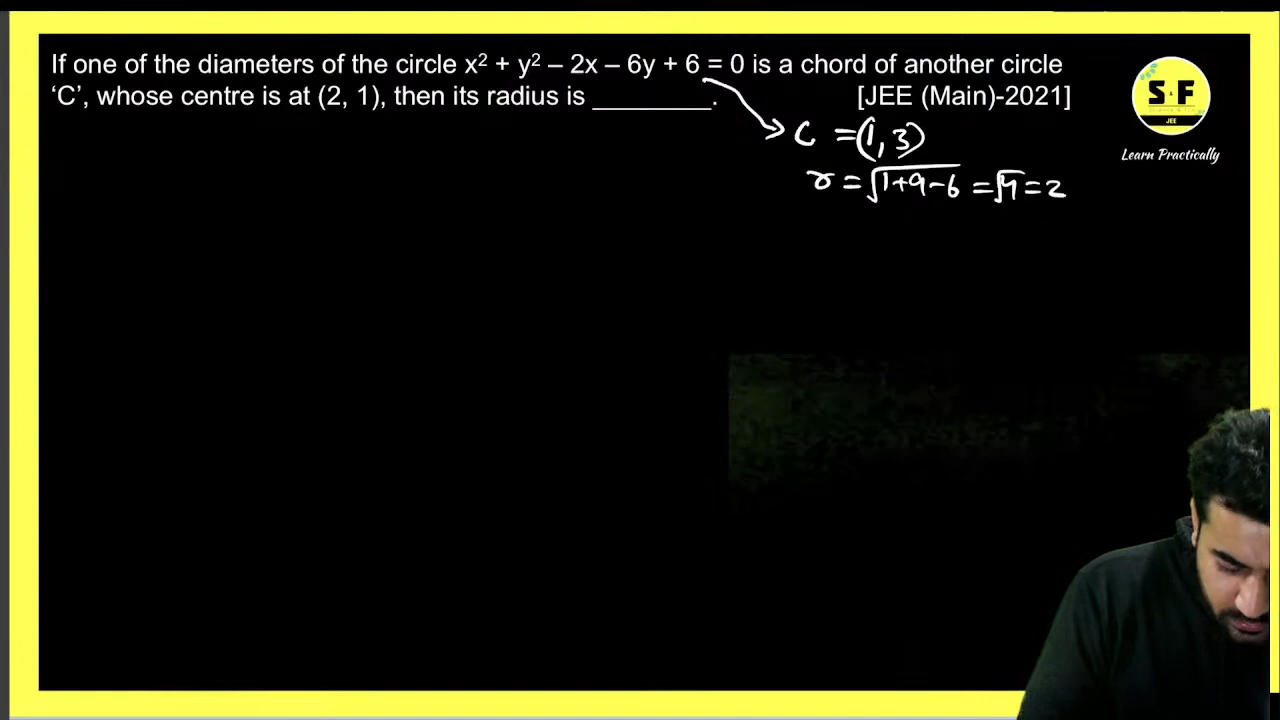 If one of the diameters of the circle x² + y² – 2x – 6y + 6 = 0 is a chord of another circle
‘C’, whose centre is at (2, 1), then its radius is ________.
[JEE (Main)-2021]
C = (1, 3)
r = √1+9-6 = √4 = 2
S&F
JEE
Learn Practically